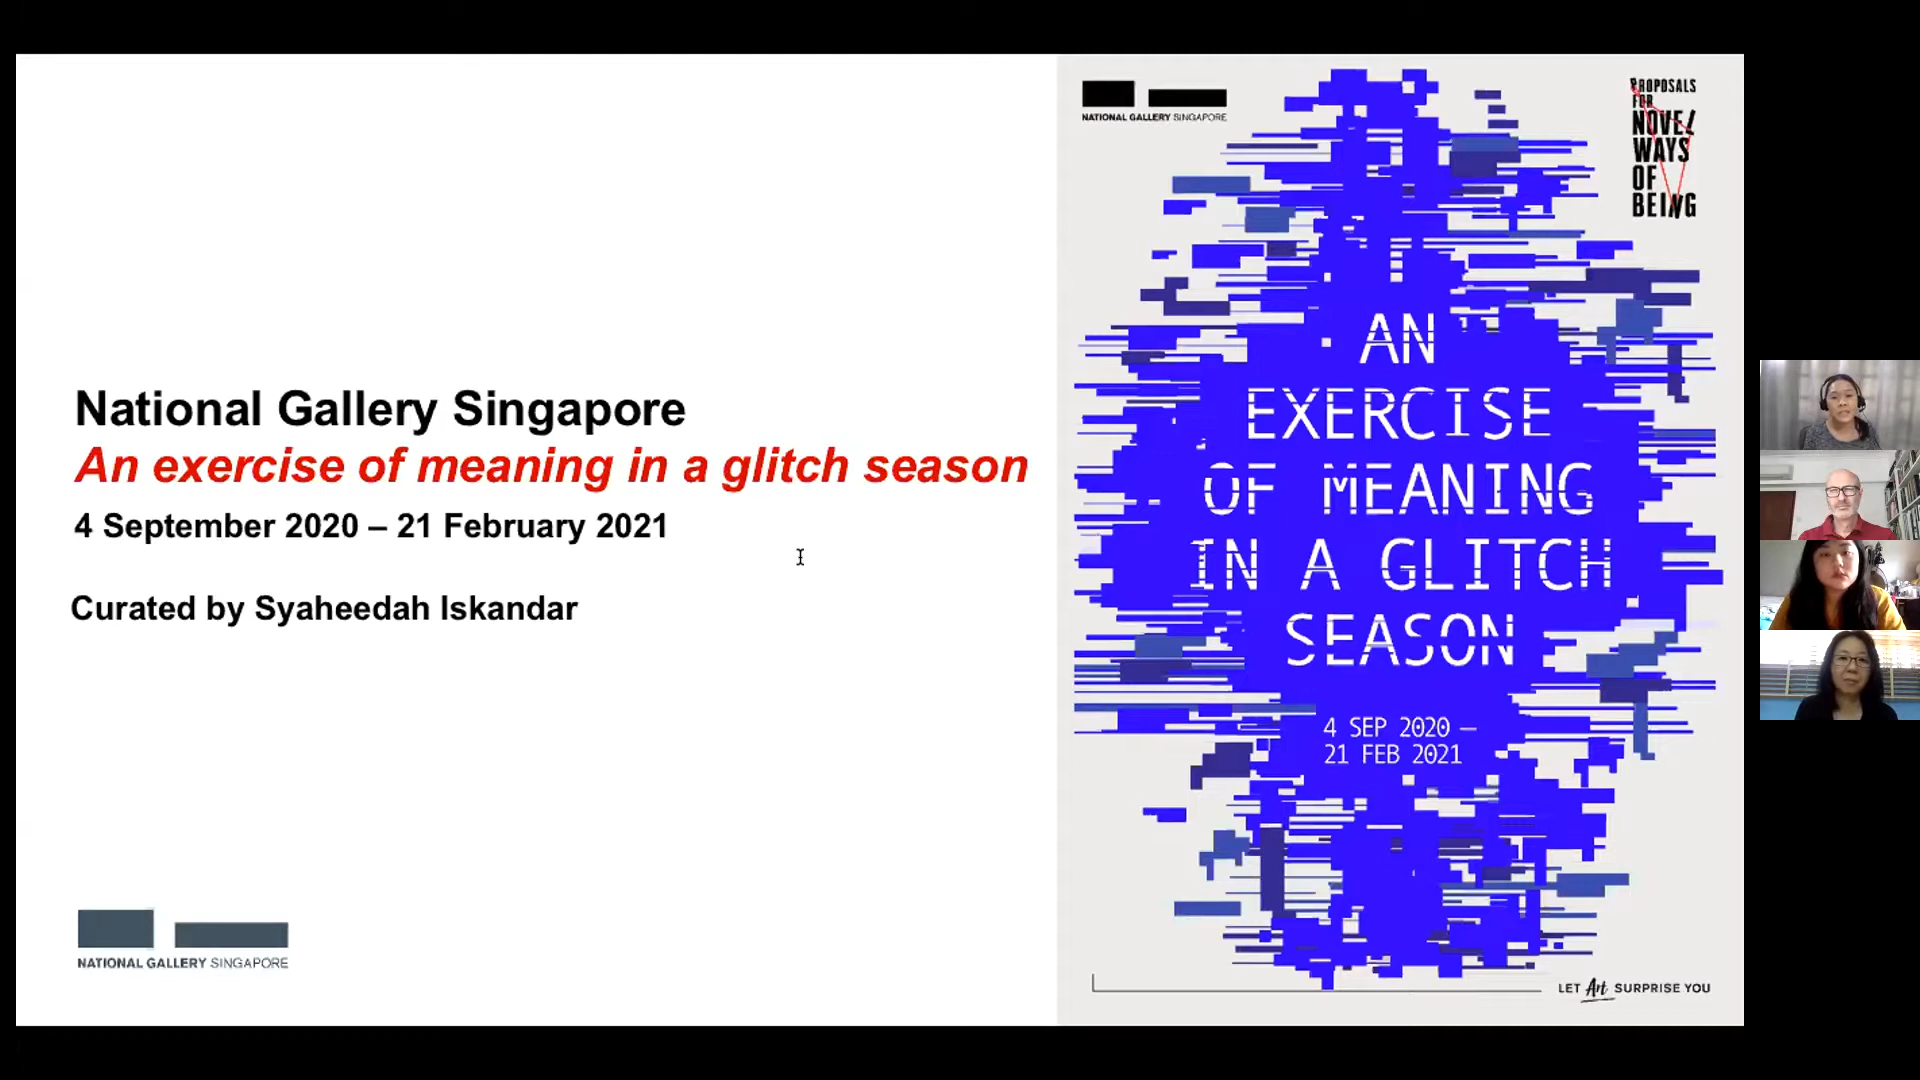 National Gallery Singapore
An exercise of meaning in a glitch season
4 September 2020 – 21 February 2021
Curated by Syaheedah Iskandar
NATIONAL GALLERY SINGAPORE
NATIONAL GALLERY SINGAPORE
PROPOSALS
FOR
NOVEL
WAYS
OF
BEING
AN
EXERCISE
OF MEANING
IN A GLITCH
SEASON
4 SEP 2020 —
21 FEB 2021
LET Art SURPRISE YOU